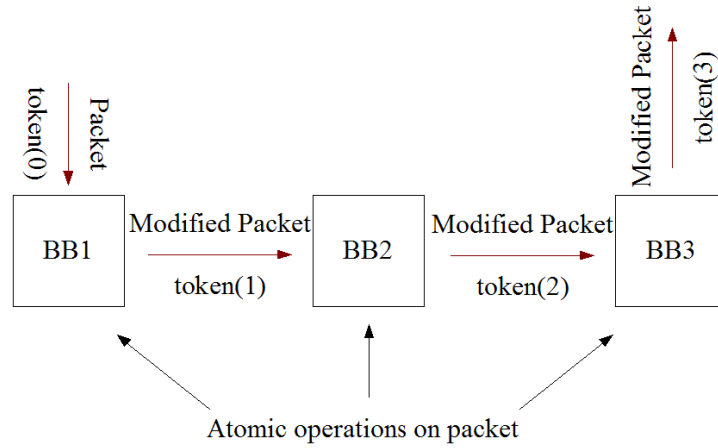 Packet
token(0)
Modified Packet
token(3)
BB1
Modified Packet
token(1)
BB2
Modified Packet
token(2)
BB3
Atomic operations on packet